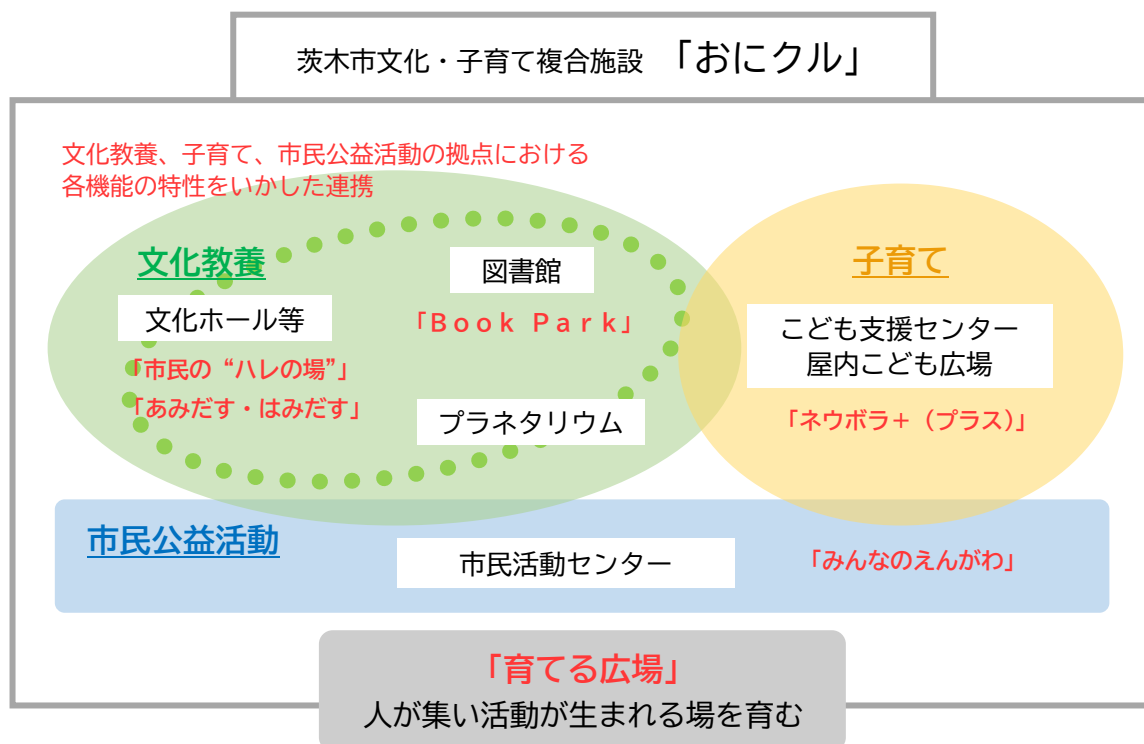 茨木市文化・子育て複合施設 「おにクル」
文化教養、子育て、市民公益活動の拠点における
各機能の特性をいかした連携
文化教養
文化ホール等
「市民の“ハレの場”」
「あみだす・はみだす」
図書館
「Ｂｏｏｋ Ｐａｒｋ」
プラネタリウム
子育て
こども支援センター
屋内こども広場
「ネウボラ＋（プラス）」
市民公益活動
市民活動センター
「みんなのえんがわ」
「育てる広場」
人が集い活動が生まれる場を育む